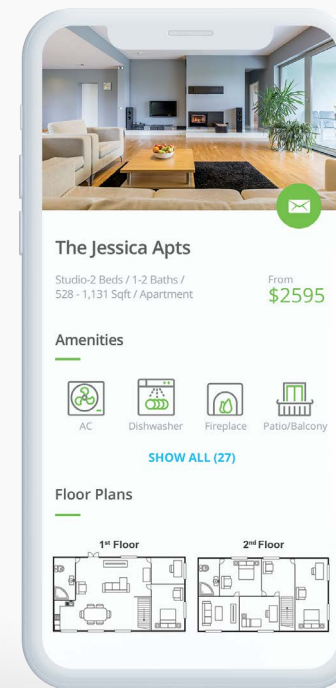 The Jessica Apts
Studio-2 Beds / 1-2 Baths /
528 - 1,131 Sqft / Apartment
From
$2595
Amenities
AC
Dishwasher
Fireplace
Patio/Balcony
SHOW ALL (27)
Floor Plans
1st Floor
2nd Floor